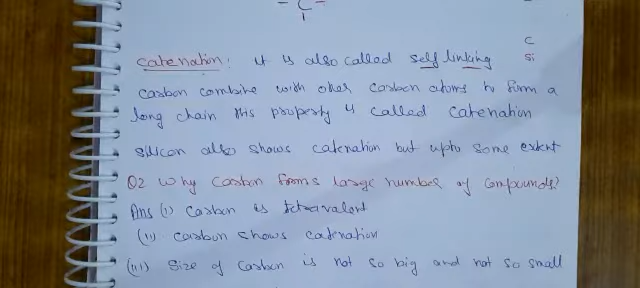 - C -
Catenation: it is also called self linking
C
Si
Carbon combine with other carbon atoms to form a
long chain this property is called Catenation
Silicon also shows catenation but upto some extent
Q2 Why Carbon forms large number of compounds?
Ans (i) Carbon is tetravalent
(ii) Carbon shows catenation
(iii) Size of Carbon is not so big and not so small